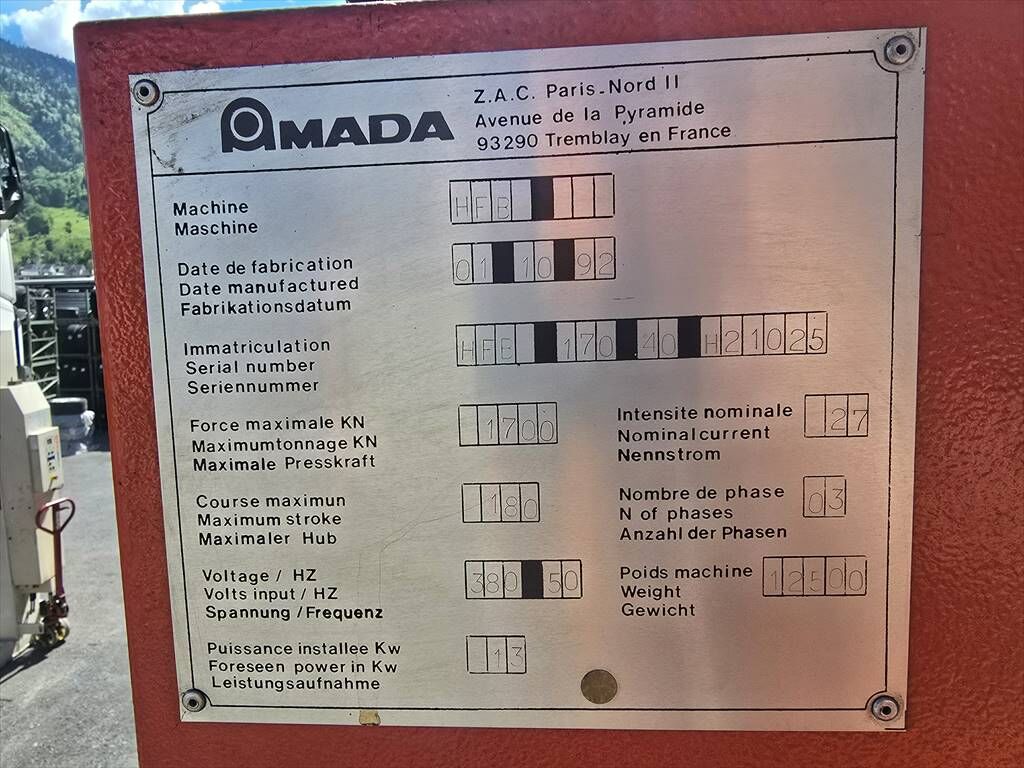 AMADA
Z.A.C. Paris-Nord II
Avenue de la Pyramide
93290 Tremblay en France
Machine HFB
Maschine
Date de fabrication 01 10 92
Date manufactured
Fabrikationsdatum
Immatriculation HFB 170 40 H21025
Serial number
Seriennummer
Force maximale KN 1700
Maximumtonnage KN
Maximale Presskraft
Intensite nominale 27
Nominal current
Nennstrom
Course maximun 180
Maximum stroke
Maximaler Hub
Nombre de phase 03
N of phases
Anzahl der Phasen
Voltage / HZ 380 50
Volts input / HZ
Spannung / Frequenz
Poids machine 12500
Weight
Gewicht
Puissance installee Kw 13
Foreseen power in Kw
Leistungsaufnahme